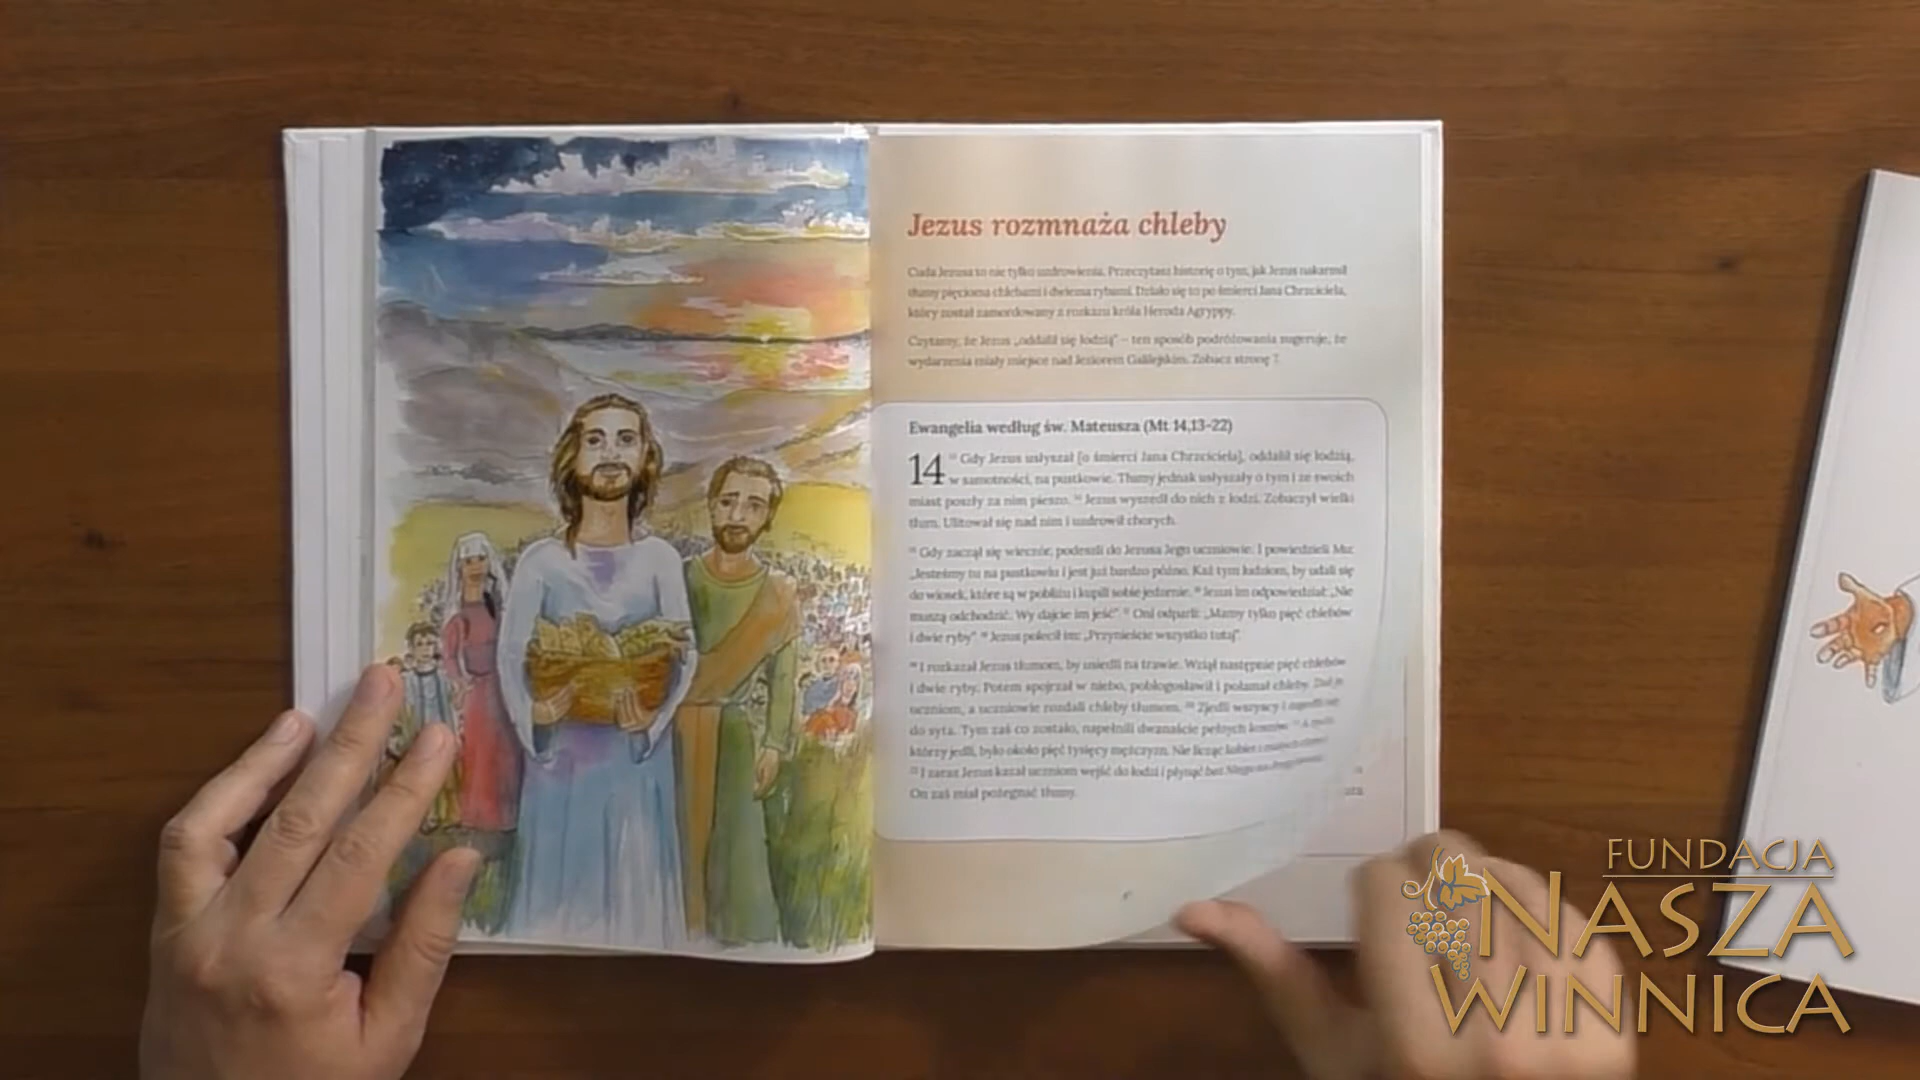 Jezus rozmnaża chleby
Cuda Jezusa to nie tylko uzdrowienia. Przeczytasz historię o tym, jak Jezus nakarmił
tłumy pięcioma chlebami i dwiema rybami. Działo się to po śmierci Jana Chrzciciela,
który został zamordowany z rozkazu króla Heroda Agryppy.
Czytamy, że Jezus „oddalił się łodzią” – ten sposób podróżowania sugeruje, że
wydarzenia miały miejsce nad Jeziorem Galilejskim. Zobacz stronę 7.
Ewangelia według św. Mateusza (Mt 14,13-22)
14 Gdy Jezus usłyszał [o śmierci Jana Chrzciciela], oddalił się łodzią,
w samotności, na pustkowie. Tłumy jednak usłyszały o tym i ze swoich
miast poszły za nim pieszo. Jezus wyszedł do nich z łodzi. Zobaczył wielki
tłum. Ulitował się nad nim i uzdrowił chorych.
Gdy zaczął się wieczór, podeszli do Jezusa Jego uczniowie. I powiedzieli Mu:
„Jesteśmy tu na pustkowiu i jest już bardzo późno. Każ tym ludziom, by udali się
do wiosek, które są w pobliżu i kupili sobie jedzenie. Jezus im odpowiedział: „Nie
muszą odchodzić. Wy dajcie im jeść”. Oni odparli: „Mamy tylko pięć chlebów
i dwie ryby”. Jezus polecił im: „Przynieście wszystko tutaj”.
I rozkazał Jezus tłumom, by usiedli na trawie. Wziął następnie pięć chlebów
i dwie ryby. Potem spojrzał w niebo, pobłogosławił i połamał chleby. Dał je
uczniom, a uczniowie rozdali chleby tłumom. Zjedli wszyscy i najedli się
do syta. Tym zaś co zostało, napełnili dwanaście pełnych koszów. A tych
którzy jedli, było około pięć tysięcy mężczyzn. Nie licząc kobiet i małych dzieci
I zaraz Jezus kazał uczniom wejść do łodzi i płynąć bez Niego na drugi
On zaś miał pożegnać tłumy.
FUNDACJA
NASZA
WINNICA